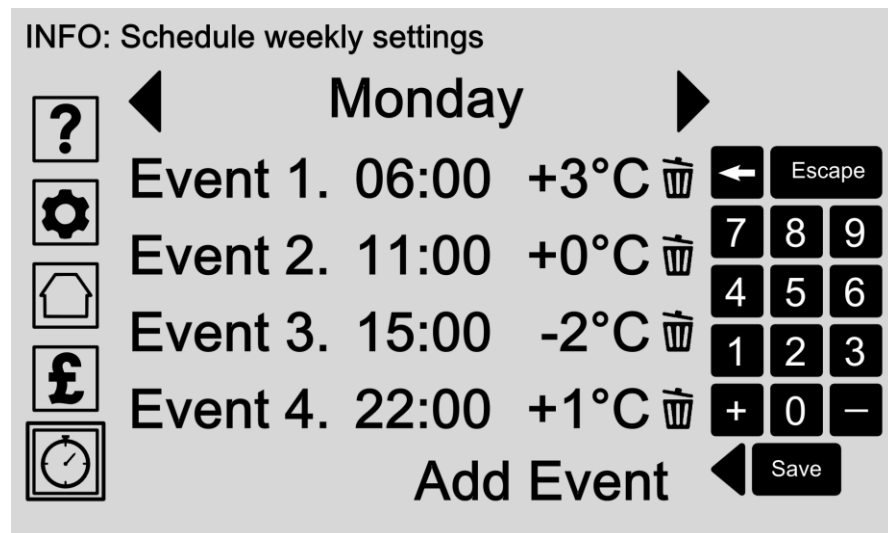 INFO: Schedule weekly settings
Monday
?
Event 1. 06:00 +3°C
Escape
Event 2. 11:00 +0°C
7 8 9
4 5 6
Event 3. 15:00 -2°C
1 2 3
£
Event 4. 22:00 +1°C
+ 0 −
Add Event
Save